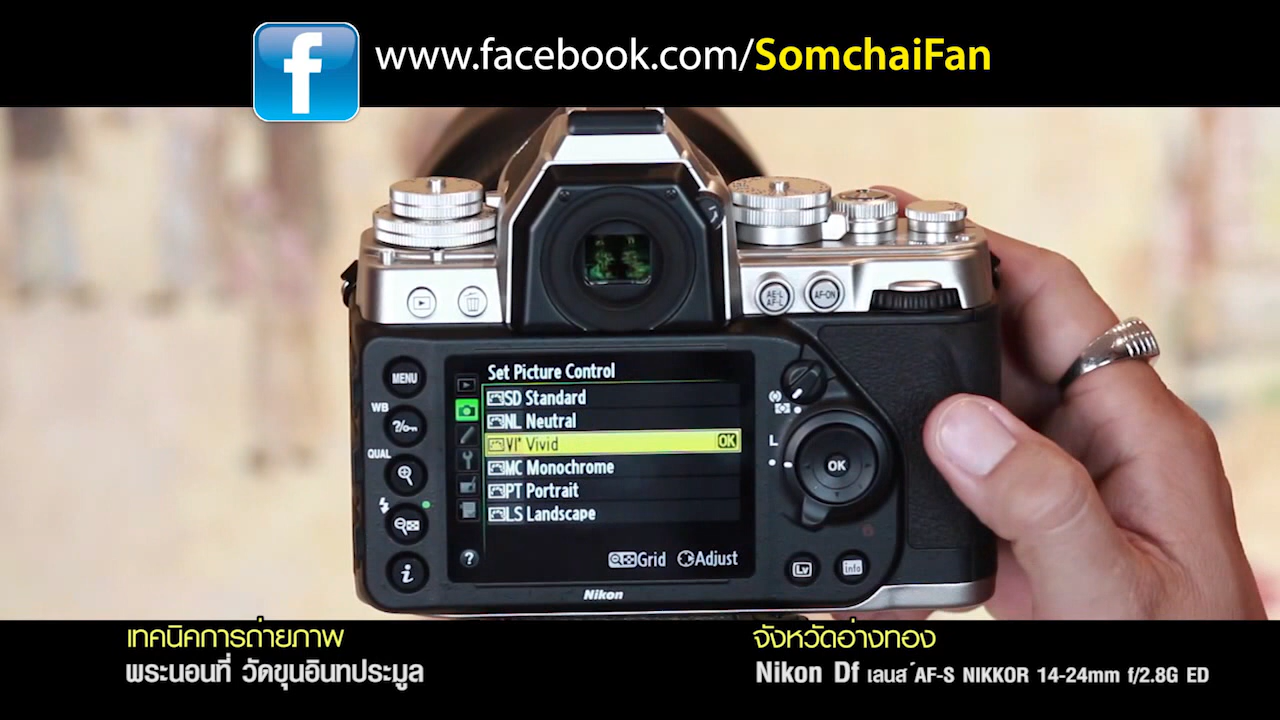 www.facebook.com/SomchaiFan
AE-L
AF-L
AF-ON
MENU
WB
QUAL
Set Picture Control
SD Standard
NL Neutral
VI* Vivid OK
MC Monochrome
PT Portrait
LS Landscape
Grid Adjust
L
OK
Lv
info
i
Nikon
เทคนิคการถ่ายภาพ
พระนอนที่ วัดขุนอินทประมูล
จังหวัดอ่างทอง
Nikon Df เลนส์ AF-S NIKKOR 14-24mm f/2.8G ED